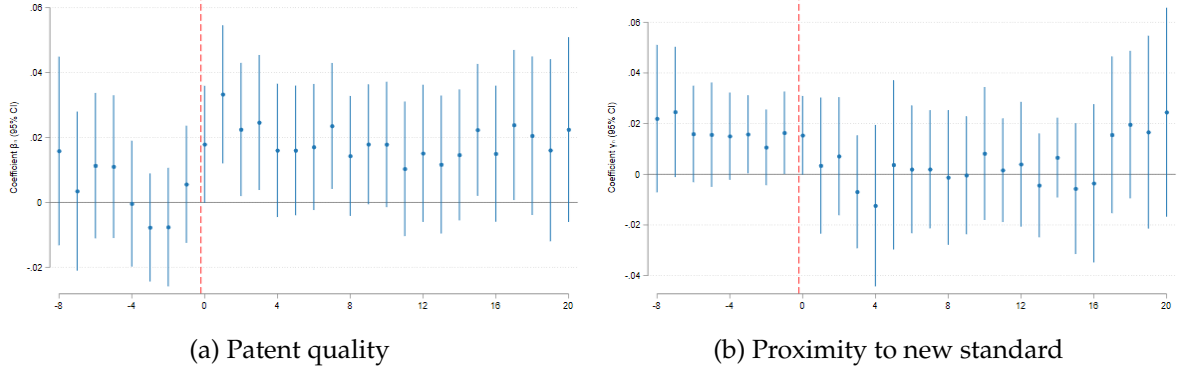 .06
.04
.02
0
-.02
Coefficient βₜ (95% CI)
-8 -4 0 4 8 12 16 20
(a) Patent quality
.06
.04
.02
0
-.02
-.04
(95% CI)
Coefficient
-8 -4 0 4 8 12 16 20
(b) Proximity to new standard